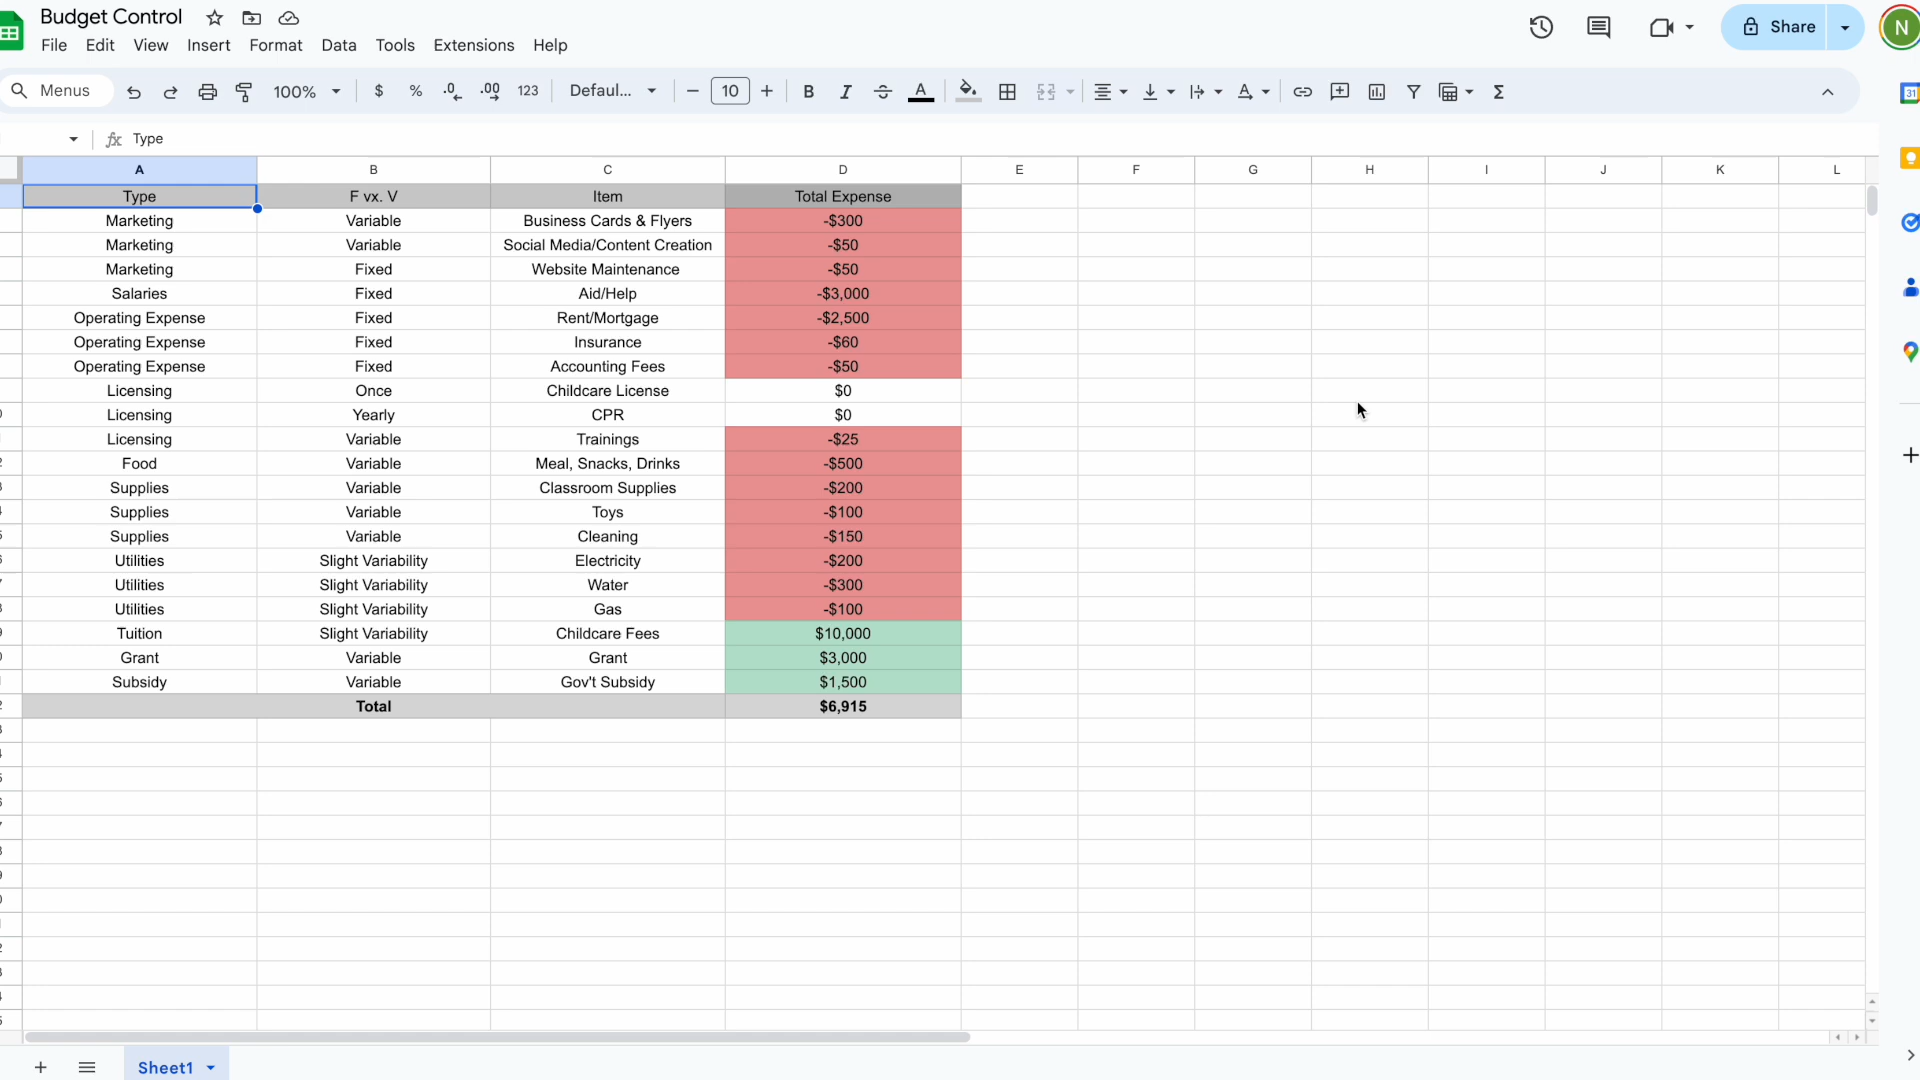 Budget Control
File Edit View Insert Format Data Tools Extensions Help
Share
N
Menus 100% $ % .0 .00 123 Defaul... 10 B I A
31
fx Type
A B C D E F G H I J K L
Type F vx. V Item Total Expense
Marketing Variable Business Cards & Flyers -$300
Marketing Variable Social Media/Content Creation -$50
Marketing Fixed Website Maintenance -$50
Salaries Fixed Aid/Help -$3,000
Operating Expense Fixed Rent/Mortgage -$2,500
Operating Expense Fixed Insurance -$60
Operating Expense Fixed Accounting Fees -$50
Licensing Once Childcare License $0
Licensing Yearly CPR $0
Licensing Variable Trainings -$25
Food Variable Meal, Snacks, Drinks -$500
Supplies Variable Classroom Supplies -$200
Supplies Variable Toys -$100
Supplies Variable Cleaning -$150
Utilities Slight Variability Electricity -$200
Utilities Slight Variability Water -$300
Utilities Slight Variability Gas -$100
Tuition Slight Variability Childcare Fees $10,000
Grant Variable Grant $3,000
Subsidy Variable Gov't Subsidy $1,500
Total $6,915
Sheet1